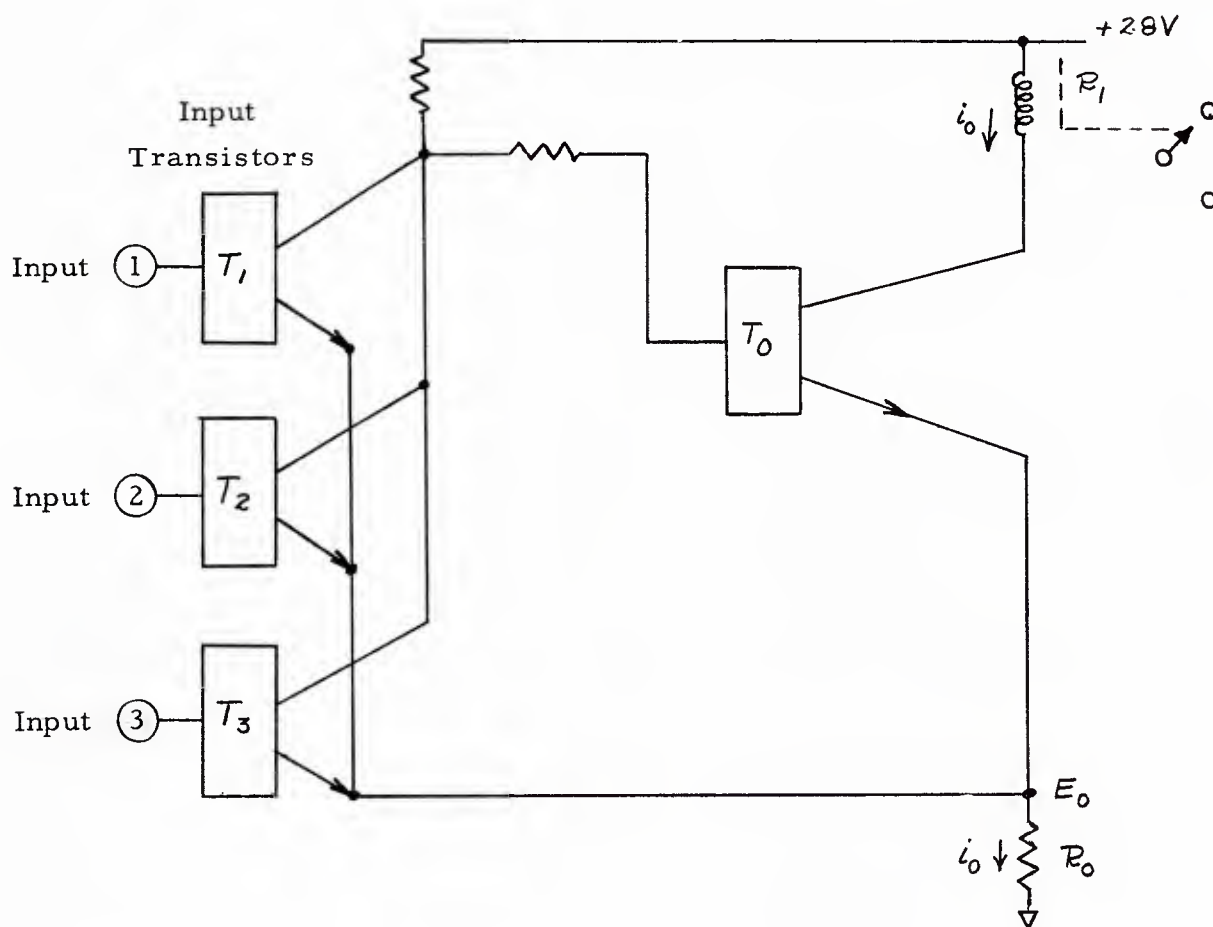 +28V
R₁
i₀
Input
Transistors
Input 1 T₁
T₀
Input 2 T₂
Input 3 T₃
E₀
i₀ R₀